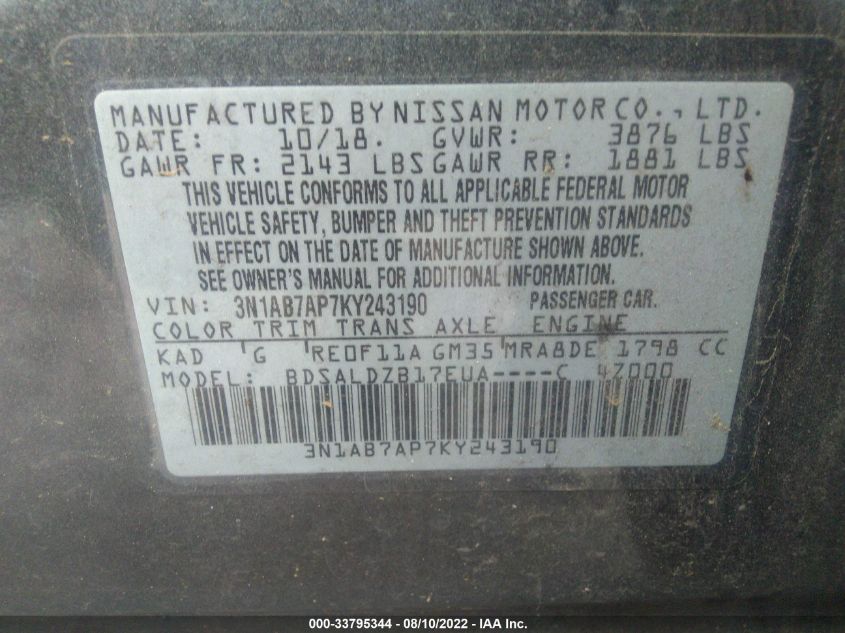 MANUFACTURED BY NISSAN MOTOR CO., LTD.
DATE: 10/18. GVWR: 3876 LBS
GAWR FR: 2143 LBS GAWR RR: 1881 LBS
THIS VEHICLE CONFORMS TO ALL APPLICABLE FEDERAL MOTOR
VEHICLE SAFETY, BUMPER AND THEFT PREVENTION STANDARDS
IN EFFECT ON THE DATE OF MANUFACTURE SHOWN ABOVE.
SEE OWNER'S MANUAL FOR ADDITIONAL INFORMATION.
VIN: 3N1AB7AP7KY243190 PASSENGER CAR.
COLOR TRIM TRANS AXLE ENGINE
KAD 'G 'RE0F11A GM35'MRA8DE 1798 CC
MODEL: BDSALDZB17EUA----C 4Z000
3N1AB7AP7KY243190
000-33795344 - 08/10/2022 - IAA Inc.